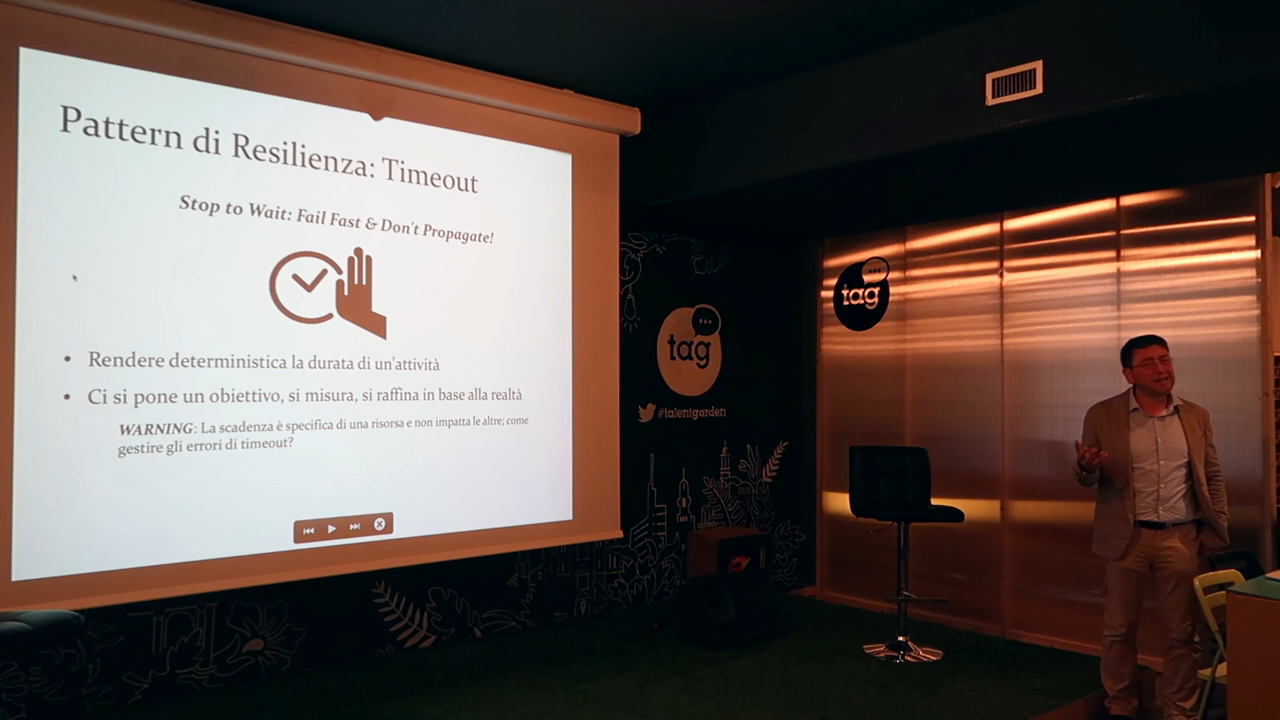 Pattern di Resilienza: Timeout
Stop to Wait: Fail Fast & Don't Propagate!
• Rendere deterministica la durata di un'attività
• Ci si pone un obiettivo, si misura, si raffina in base alla realtà
WARNING: La scadenza è specifica di una risorsa e non impatta le altre; come
gestire gli errori di timeout?
tag
#talentgarden
tag